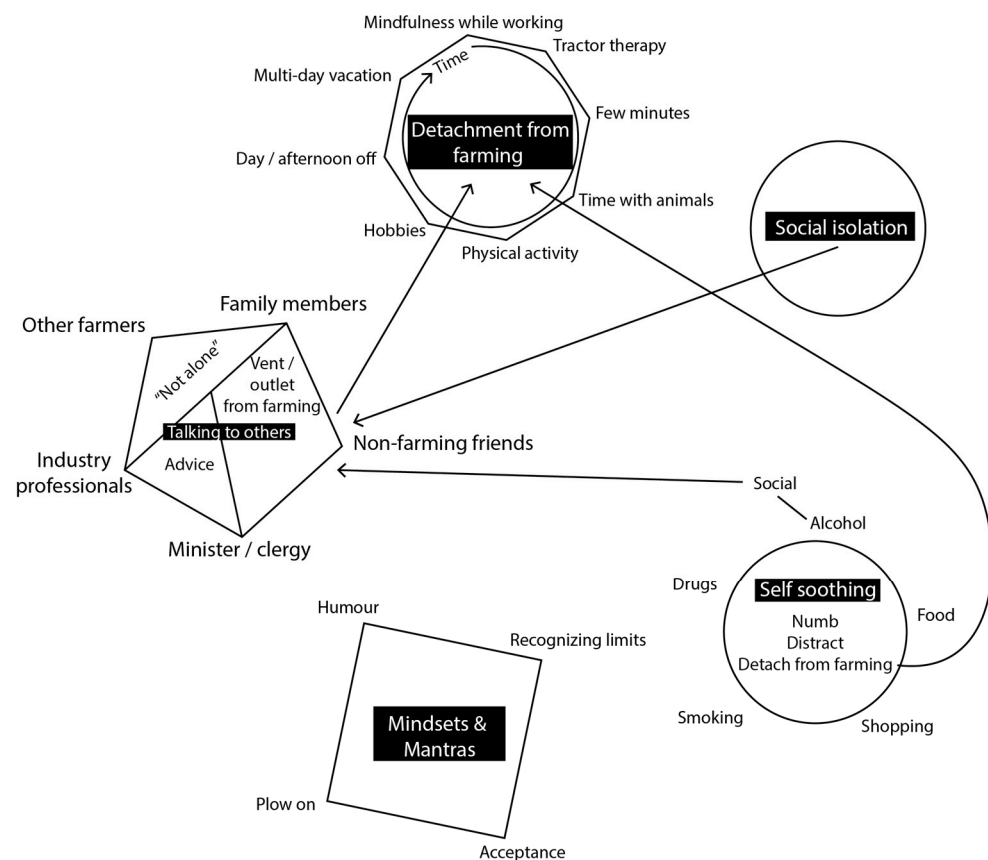 Mindfulness while working
Tractor therapy
Time
Multi-day vacation
Few minutes
Detachment from
farming
Day / afternoon off
Time with animals
Hobbies
Physical activity
Social isolation
Family members
Other farmers
"Not alone"
Vent /
outlet
from farming
Talking to others
Non-farming friends
Advice
Industry
professionals
Minister / clergy
Social
Alcohol
Drugs
Self soothing
Food
Numb
Distract
Detach from farming
Smoking
Shopping
Humour
Recognizing limits
Mindsets &
Mantras
Plow on
Acceptance